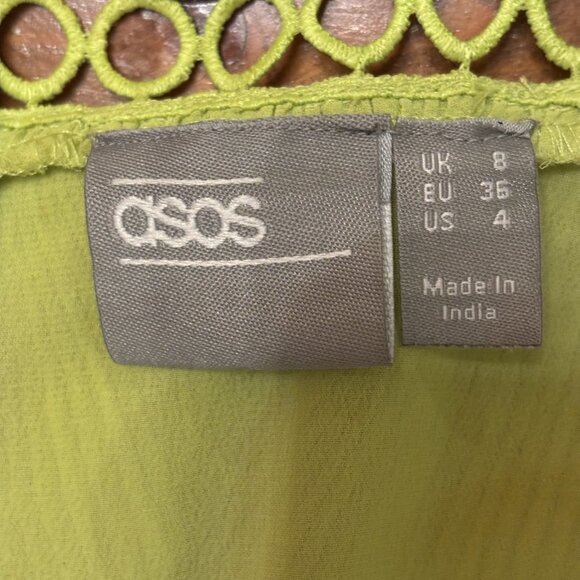 asos
UK 8
EU 36
US 4
Made In
India